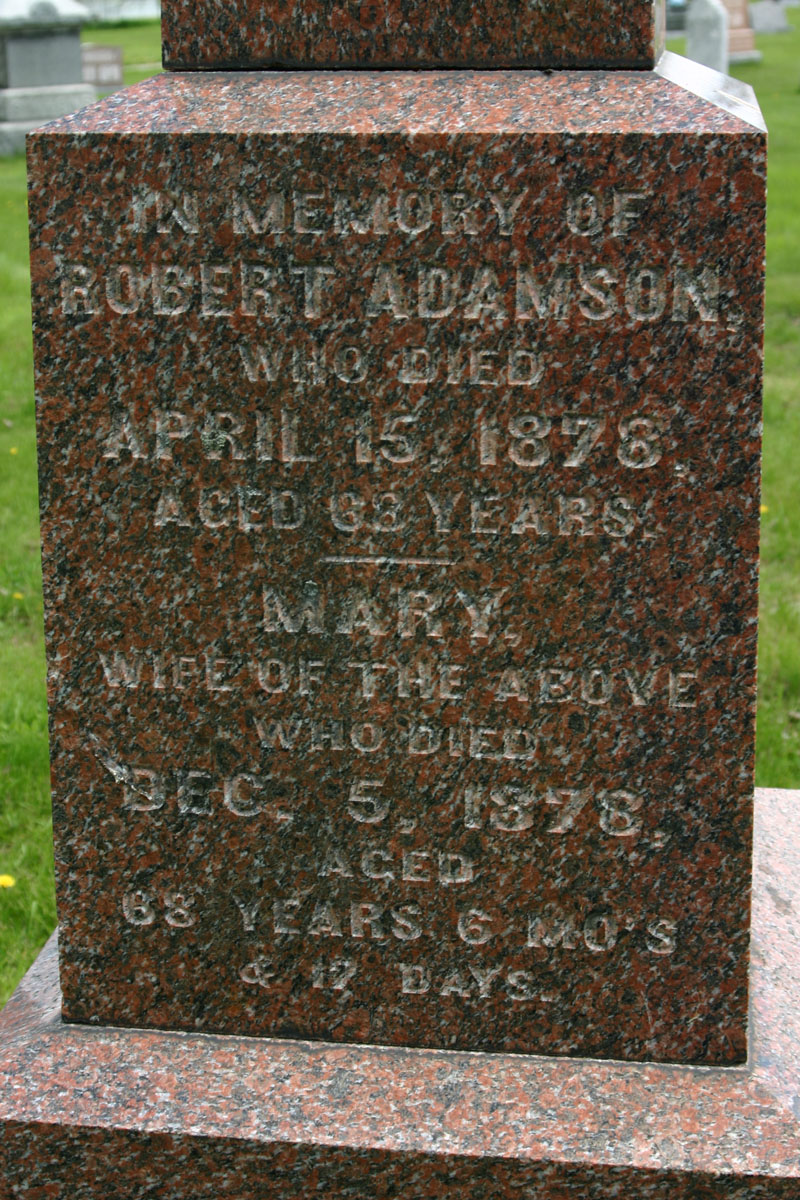 IN MEMORY OF
ROBERT ADAMSON,
WHO DIED
APRIL 15, 1878,
AGED 68 YEARS.
MARY,
WIFE OF THE ABOVE
WHO DIED
DEC. 5, 1878,
AGED
68 YEARS 6 MO'S
& 17 DAYS.